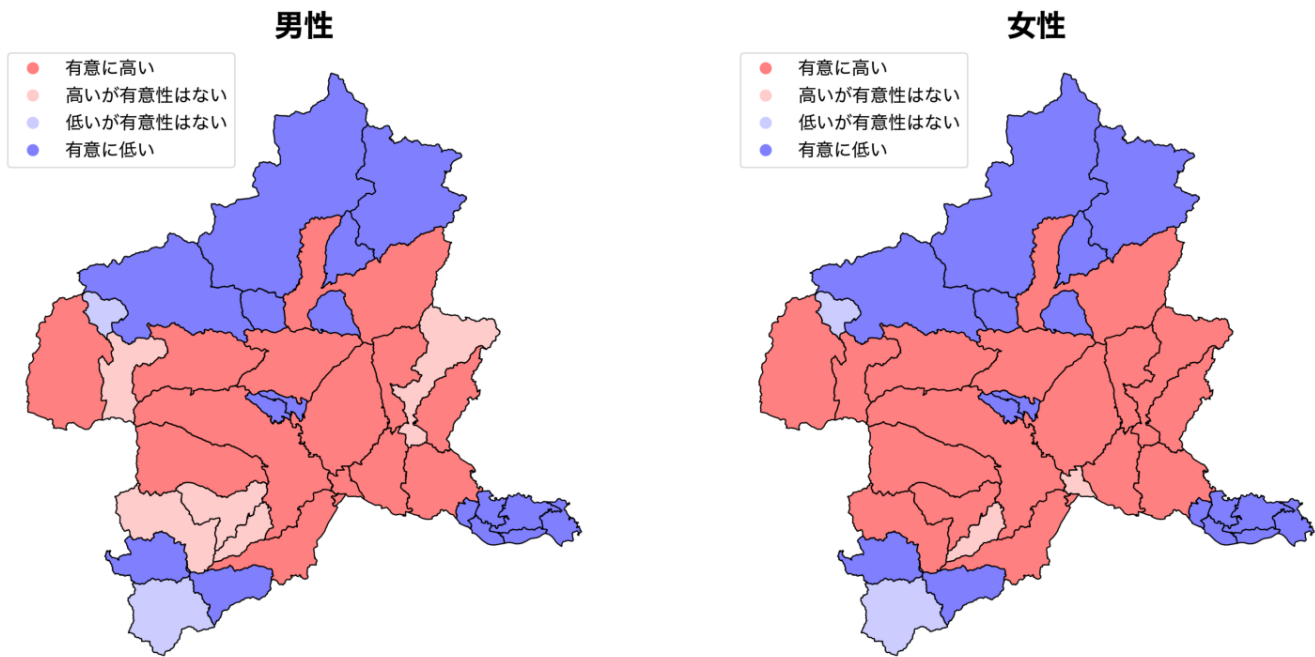 男性
有意に高い
高いが有意性はない
低いが有意性はない
有意に低い
女性
有意に高い
高いが有意性はない
低いが有意性はない
有意に低い